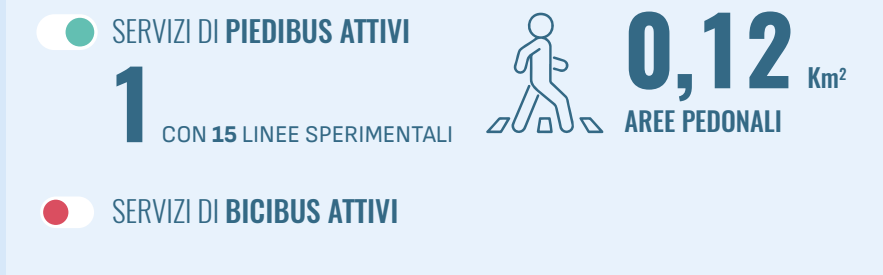 SERVIZI DI PIEDIBUS ATTIVI
1 CON 15 LINEE SPERIMENTALI
0,12 Km²
AREE PEDONALI
SERVIZI DI BICIBUS ATTIVI